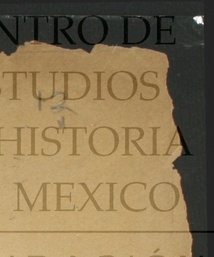 NTRO DE
STUDIOS
HISTORIA
MEXICO